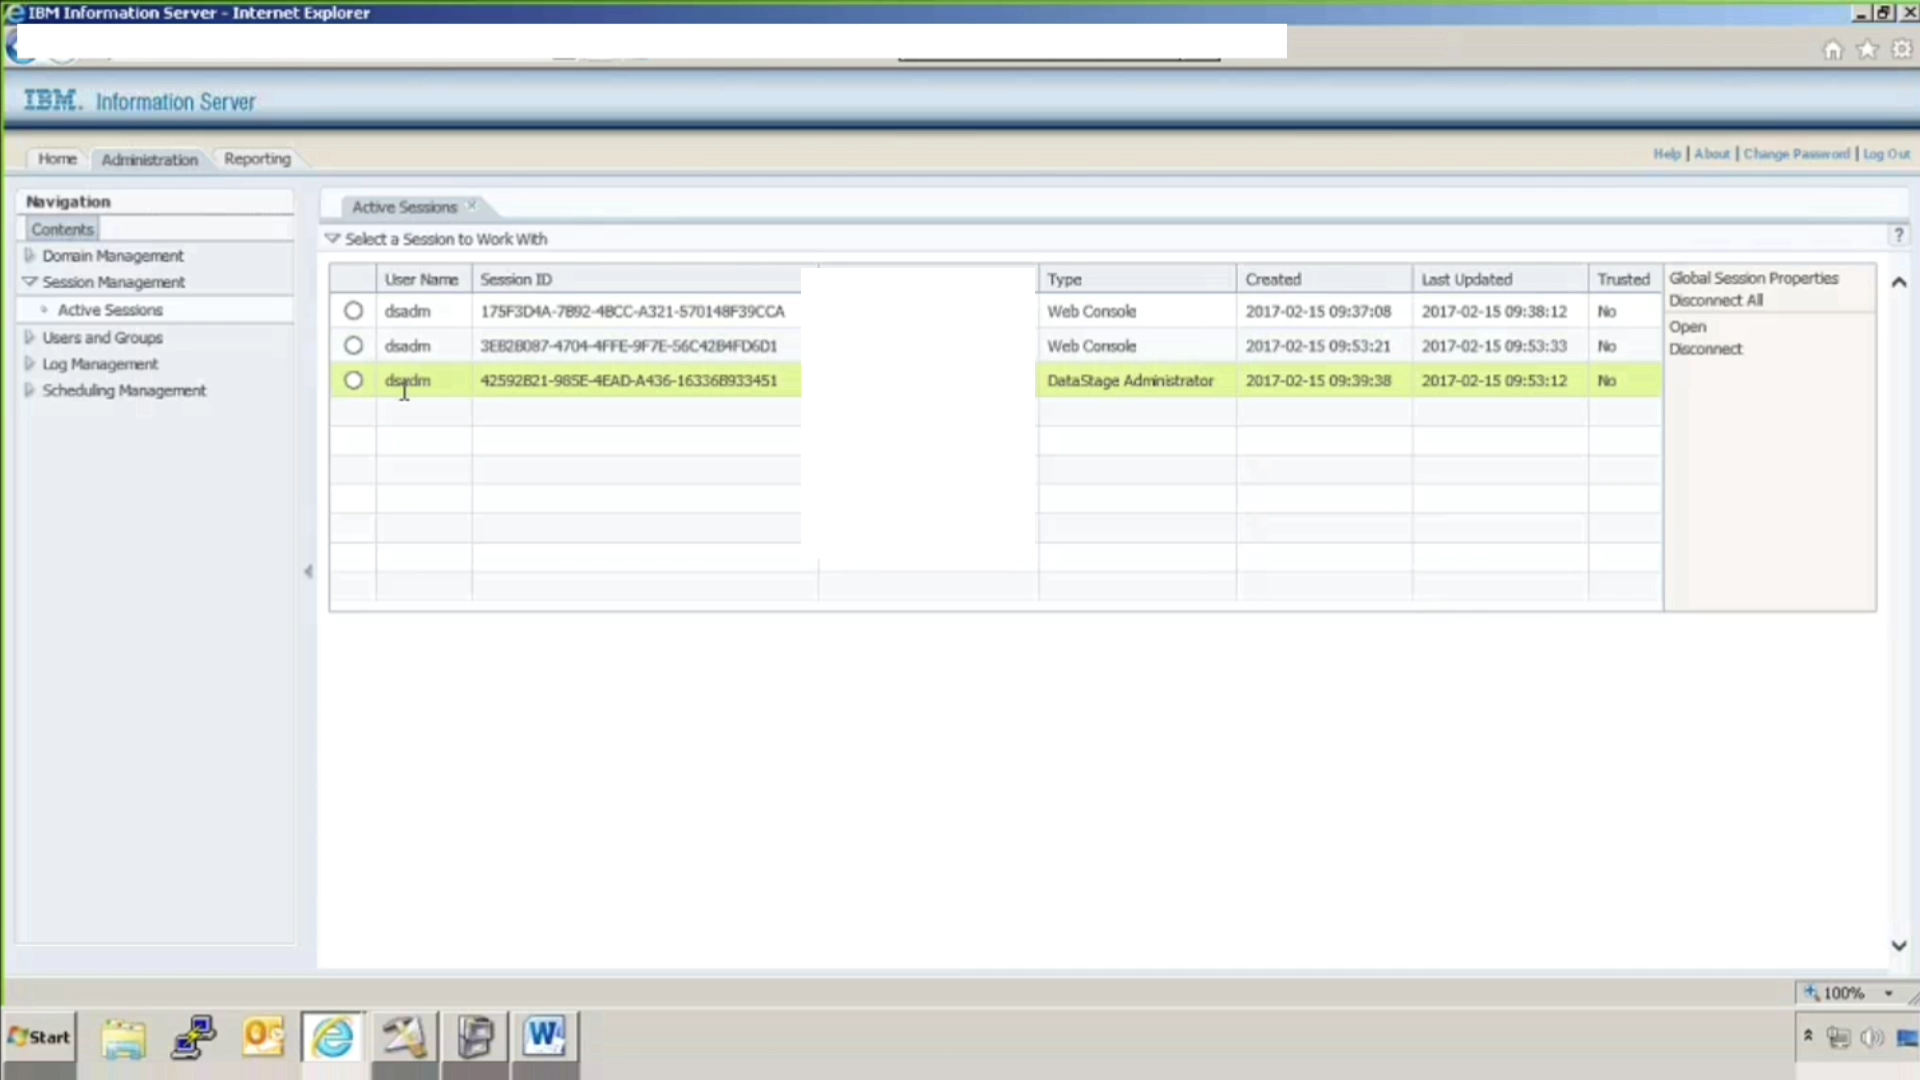 IBM Information Server - Internet Explorer
IBM. Information Server
Home Administration Reporting
Help | About | Change Password | Log Out
Navigation
Contents
Domain Management
Session Management
Active Sessions
Users and Groups
Log Management
Scheduling Management
Active Sessions
Select a Session to Work With
?
User Name Session ID Type Created Last Updated Trusted
dsadm 175F3D4A-7B92-4BCC-A321-570148F39CCA Web Console 2017-02-15 09:37:08 2017-02-15 09:38:12 No
dsadm 3EB2B087-4704-4FFE-9F7E-56C42B4FD6D1 Web Console 2017-02-15 09:53:21 2017-02-15 09:53:33 No
dsadm 42592B21-985E-4EAD-A436-16336B933451 DataStage Administrator 2017-02-15 09:39:38 2017-02-15 09:53:12 No
Global Session Properties
Disconnect All
Open
Disconnect
100%
Start